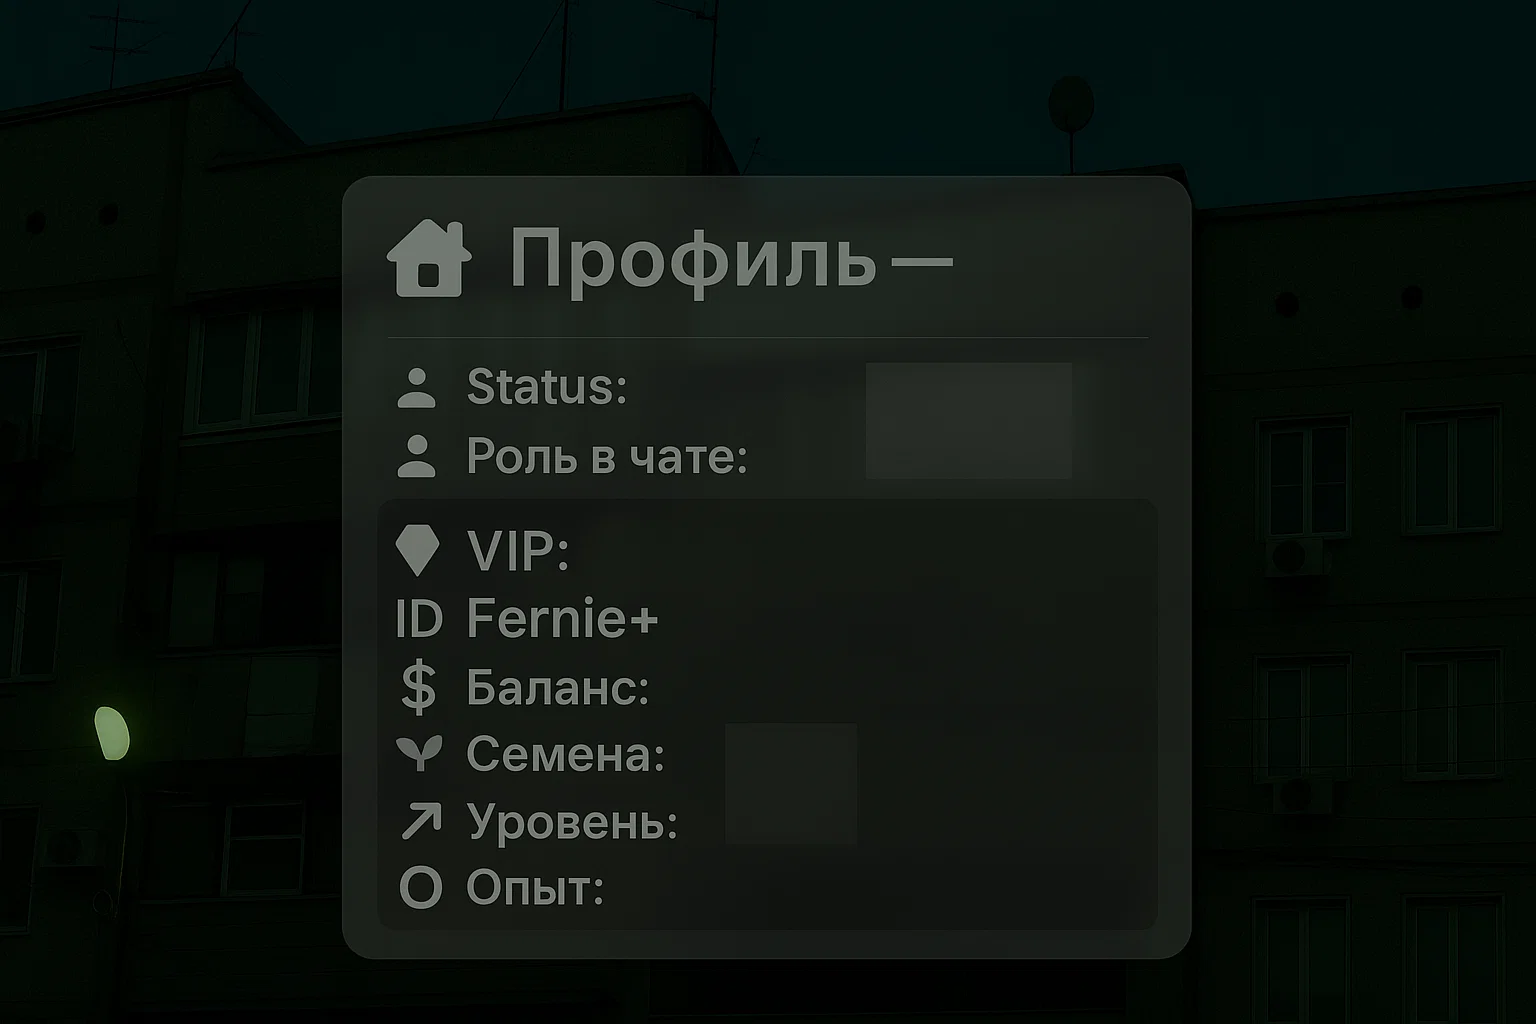 Профиль —
Status:
Роль в чате:
VIP:
ID Fernie+
$ Баланс:
Семена:
Уровень:
Опыт: